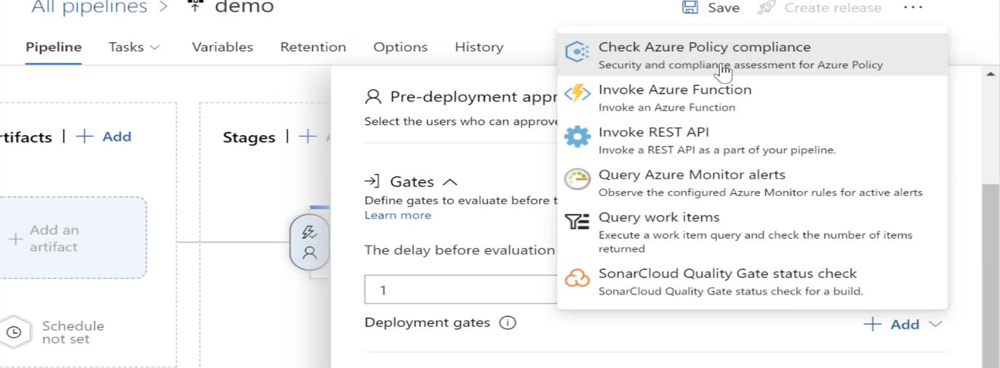 All pipelines > demo
Save
Create release
Pipeline
Tasks
Variables
Retention
Options
History
rtifacts | + Add
Stages | +
Add an
artifact
Schedule
not set
Pre-deployment appr
Select the users who can approve
Gates
Define gates to evaluate before t
Learn more
The delay before evaluation
1
Deployment gates
+ Add
Check Azure Policy compliance
Security and compliance assessment for Azure Policy
Invoke Azure Function
Invoke an Azure Function
Invoke REST API
Invoke a REST API as a part of your pipeline.
Query Azure Monitor alerts
Observe the configured Azure Monitor rules for active alerts
Query work items
Execute a work item query and check the number of items
returned
SonarCloud Quality Gate status check
SonarCloud Quality Gate status check for a build.